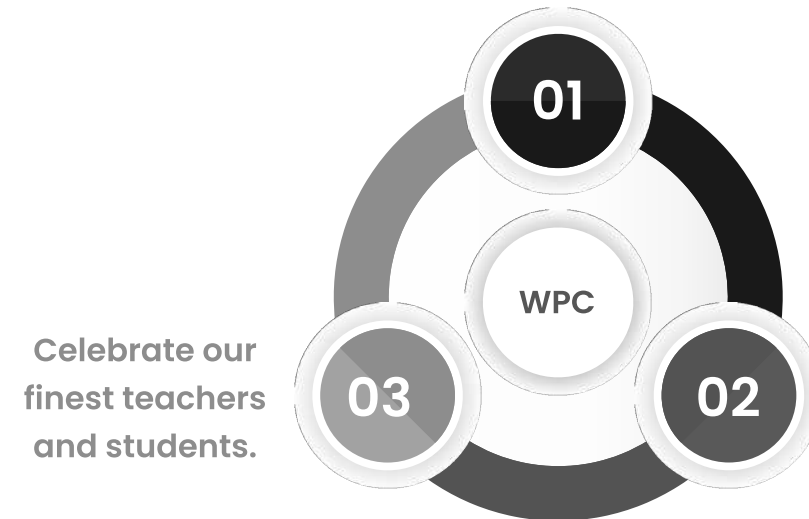 01
WPC
Celebrate our
finest teachers
and students.
03
02